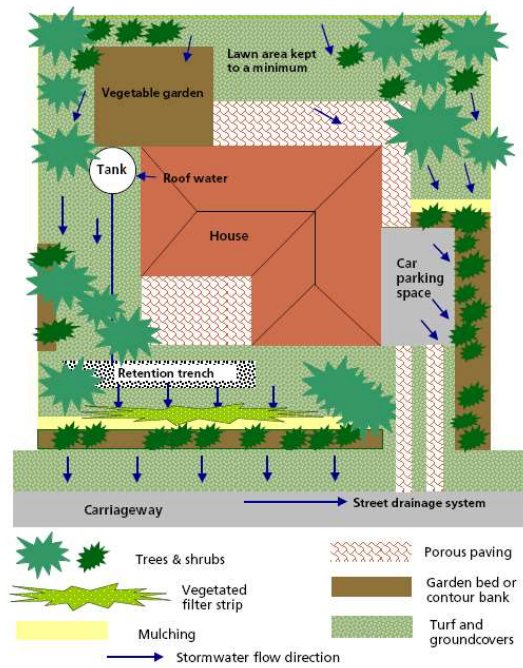 Lawn area kept
to a minimum
Vegetable garden
Tank
Roof water
House
Car
parking
space
Retention trench
Carriageway
Street drainage system
Trees & shrubs
Porous paving
Vegetated
filter strip
Garden bed or
contour bank
Mulching
Turf and
groundcovers
Stormwater flow direction